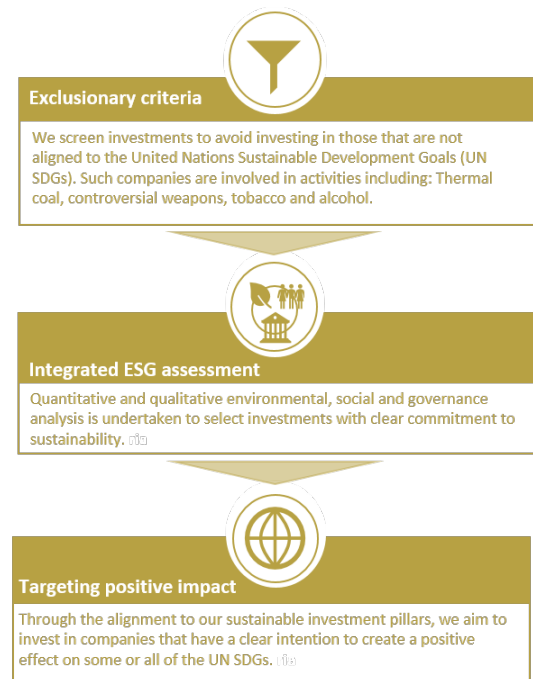 Exclusionary criteria
We screen investments to avoid investing in those that are not
aligned to the United Nations Sustainable Development Goals (UN
SDGs). Such companies are involved in activities including: Thermal
coal, controversial weapons, tobacco and alcohol.
Integrated ESG assessment
Quantitative and qualitative environmental, social and governance
analysis is undertaken to select investments with clear commitment to
sustainability. ria
Targeting positive impact
Through the alignment to our sustainable investment pillars, we aim to
invest in companies that have a clear intention to create a positive
effect on some or all of the UN SDGs. ria